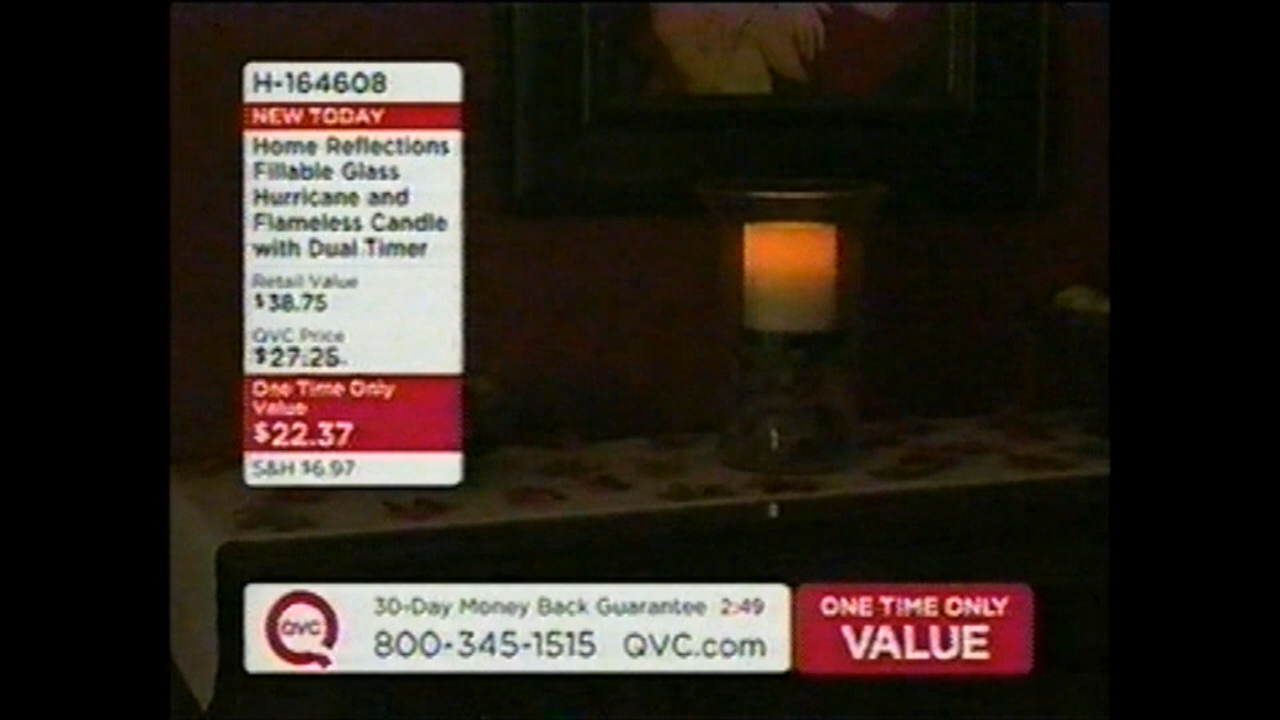 H-164608
NEW TODAY
Home Reflections
Fillable Glass
Hurricane and
Flameless Candle
with Dual Timer
Retail Value
$38.75
QVC Price
$27.25
One Time Only
Value
$22.37
S&H $6.97
QVC
30-Day Money Back Guarantee 2:49
800-345-1515 QVC.com
ONE TIME ONLY
VALUE